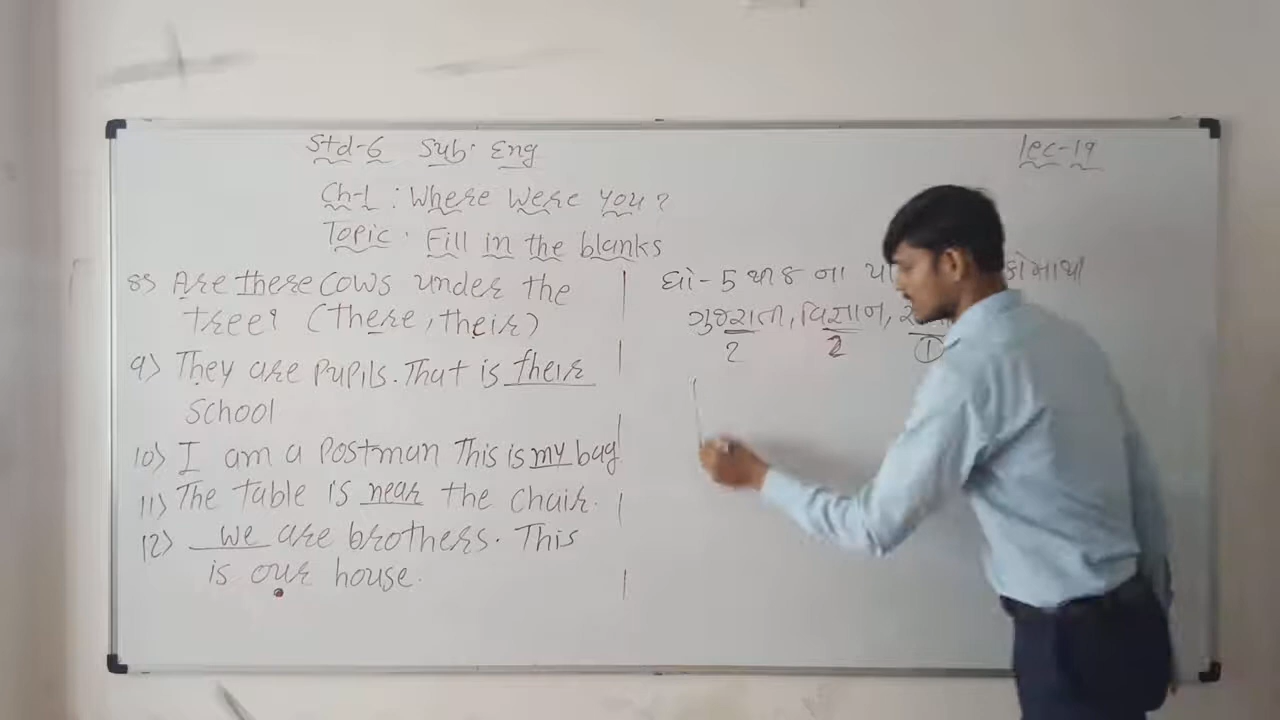 Std-6 Sub: Eng
lec-19
Ch-1 : Where Were you?
Topic. Fill in the blanks
8) Are there cows under the
tree? (there, their)
9) They are pupils. That is their
School
10) I am a postman This is my bag
11) The table is near the chair.
12) we are brothers. This
is our house.
ધો - 5 થી 8 ના
ગુજરાતી, વિજ્ઞાન,
2 2 1